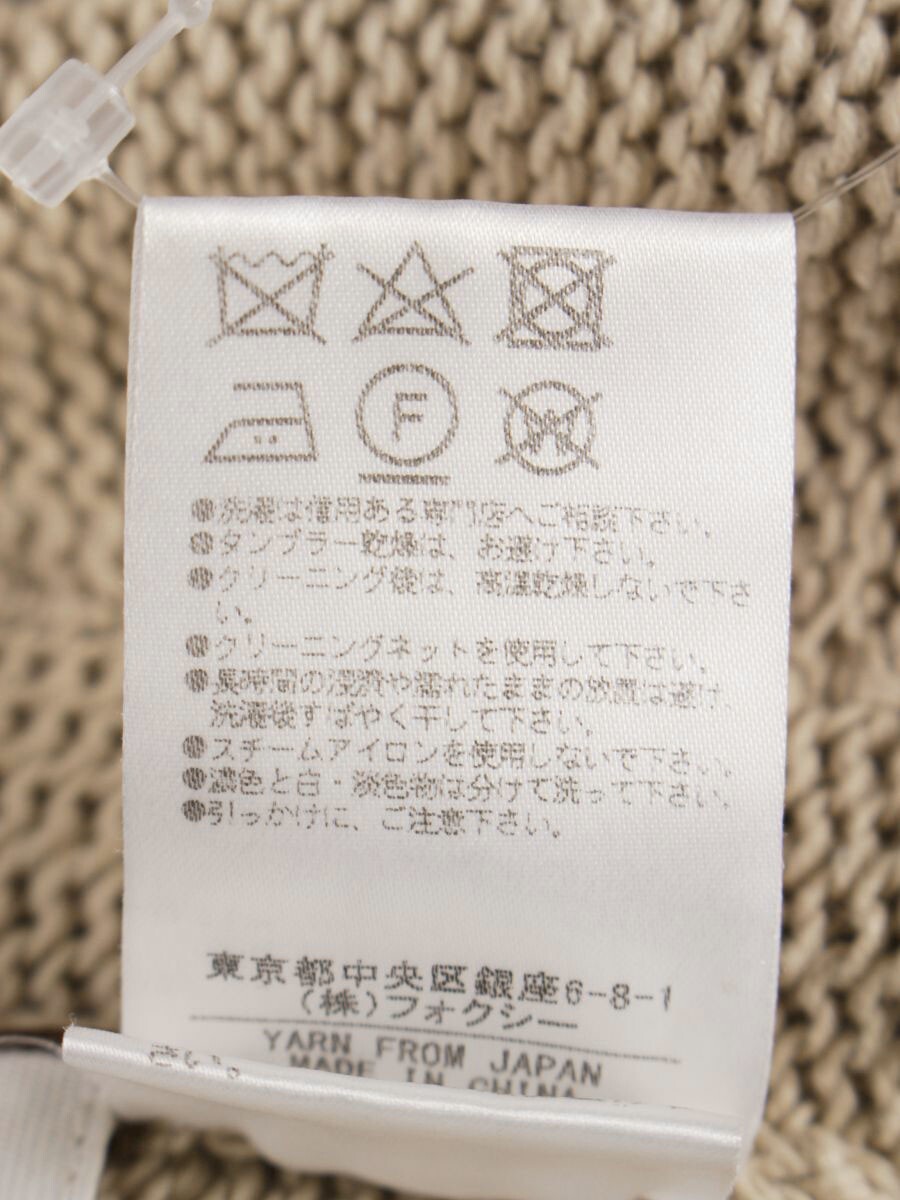 F
W
●洗濯は信用ある専門店へご相談下さい。
●タンブラー乾燥は、お避け下さい。
●クリーニング後は、高温乾燥しないで下さ
い。
●クリーニングネットを使用して下さい。
●長時間の浸漬や濡れたままの放置は避け、
洗濯後すばやく干して下さい。
●スチームアイロンを使用しないで下さい。
●濃色と白・淡色物は分けて洗って下さい。
●引っかけに、ご注意下さい。
東京都中央区銀座6-8-1
(株)フォクシー
YARN FROM JAPAN
MADE IN CHINA
さい。